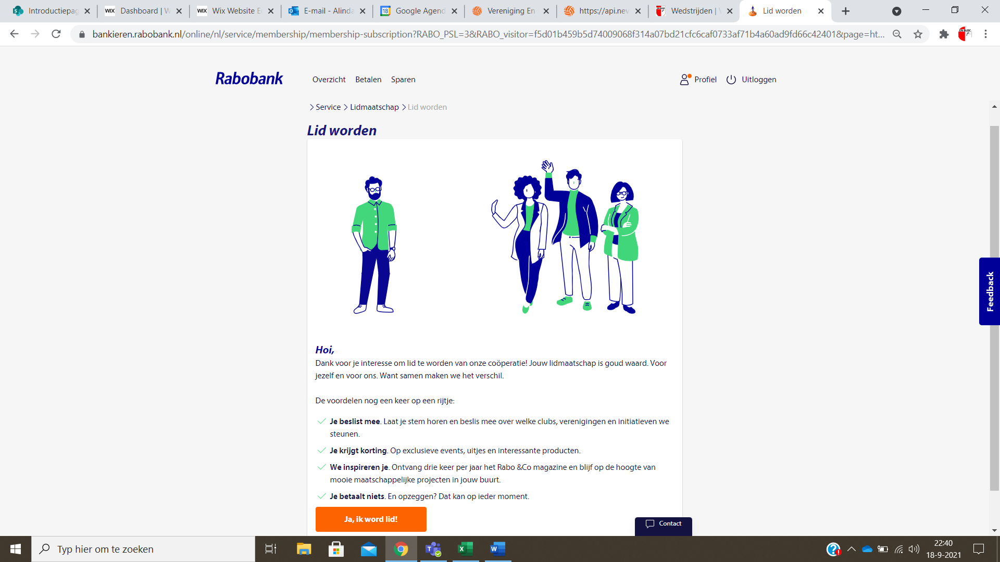 Introductiepag
WIX Dashboard | W
WIX Wix Website E
E-mail - Alinda
18 Google Agend
Vereniging En
https://api.nev
Wedstrijden | V
Lid worden
bankieren.rabobank.nl/online/nl/service/membership/membership-subscription?RABO_PSL=3&RABO_visitor=f5d01b459b5d74009068f314a07bd21cfc6caf0733af71b4a60ad9fd66c42401&page=ht...
Rabobank
Overzicht Betalen Sparen
Profiel
Uitloggen
Service Lidmaatschap Lid worden
Lid worden
Feedback
Hoi,
Dank voor je interesse om lid te worden van onze coöperatie! Jouw lidmaatschap is goud waard. Voor
jezelf en voor ons. Want samen maken we het verschil.
De voordelen nog een keer op een rijtje:
Je beslist mee. Laat je stem horen en beslis mee over welke clubs, verenigingen en initiatieven we
steunen.
Je krijgt korting. Op exclusieve events, uitjes en interessante producten.
We inspireren je. Ontvang drie keer per jaar het Rabo &Co magazine en blijf op de hoogte van
mooie maatschappelijke projecten in jouw buurt.
Je betaalt niets. En opzeggen? Dat kan op ieder moment.
Ja, ik word lid!
Contact
Typ hier om te zoeken
22:40
18-9-2021